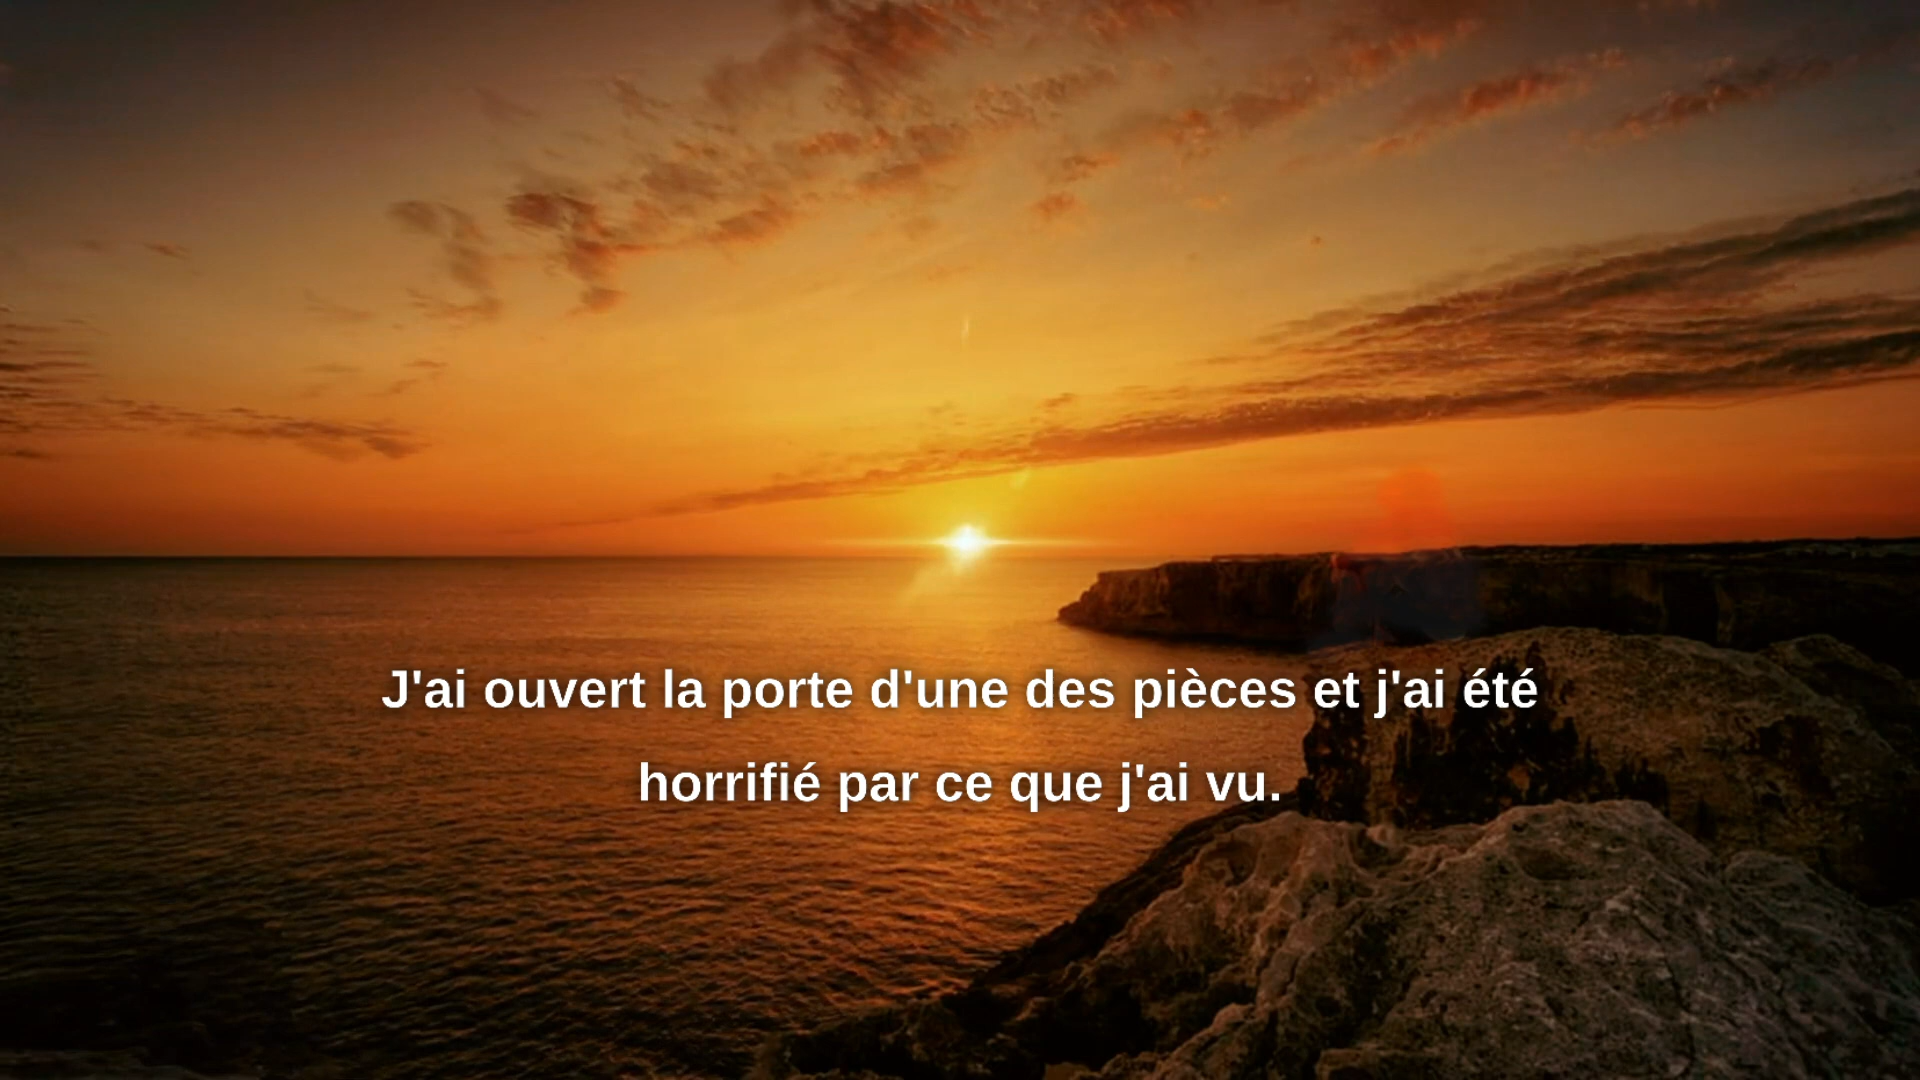 J'ai ouvert la porte d'une des pièces et j'ai été
horrifié par ce que j'ai vu.